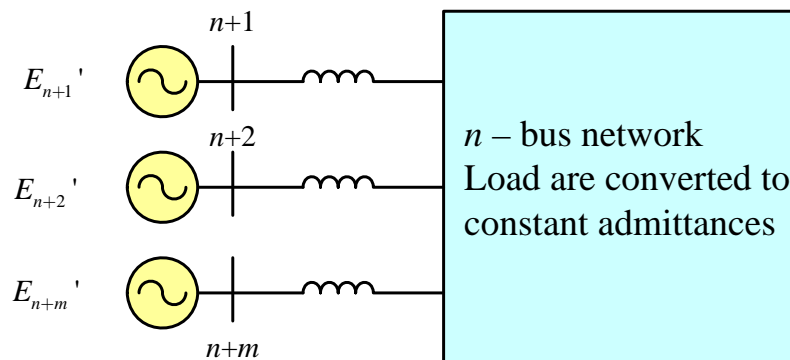 n+1
E_{n+1}'
n+2
E_{n+2}'
E_{n+m}'
n+m
n – bus network
Load are converted to
constant admittances